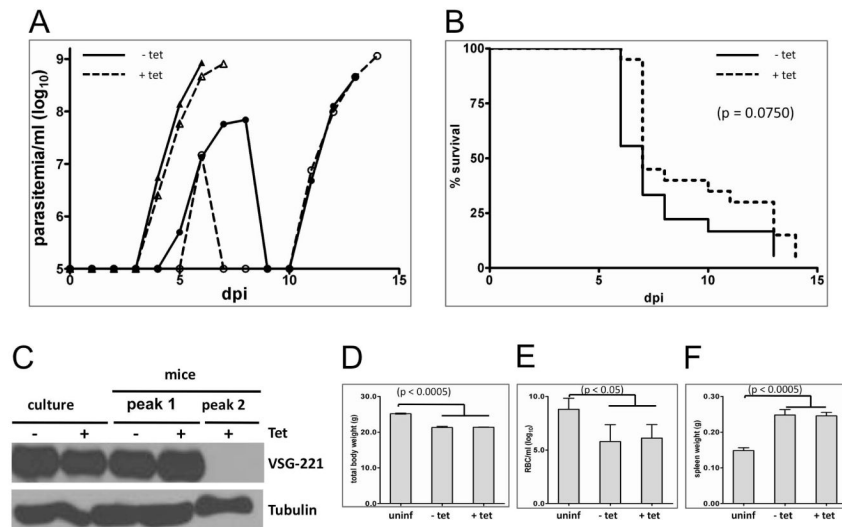 A
parasitemia/ml (log10)
9
8
7
6
5
0 5 10 15
dpi
- tet
+ tet
B
% survival
100
75
50
25
0
0 5 10 15
dpi
- tet
+ tet
(p = 0.0750)
C
mice
culture peak 1 peak 2
- + - + + Tet
VSG-221
Tubulin
D
(p < 0.0005)
total body weight (g)
30.0
20.0
10.0
0.0
uninf - tet + tet
E
(p < 0.05)
RBC/ml (log10)
10.0
5.0
0.0
uninf - tet + tet
F
(p < 0.0005)
spleen weight (g)
0.30
0.20
0.10
0.00
uninf - tet + tet